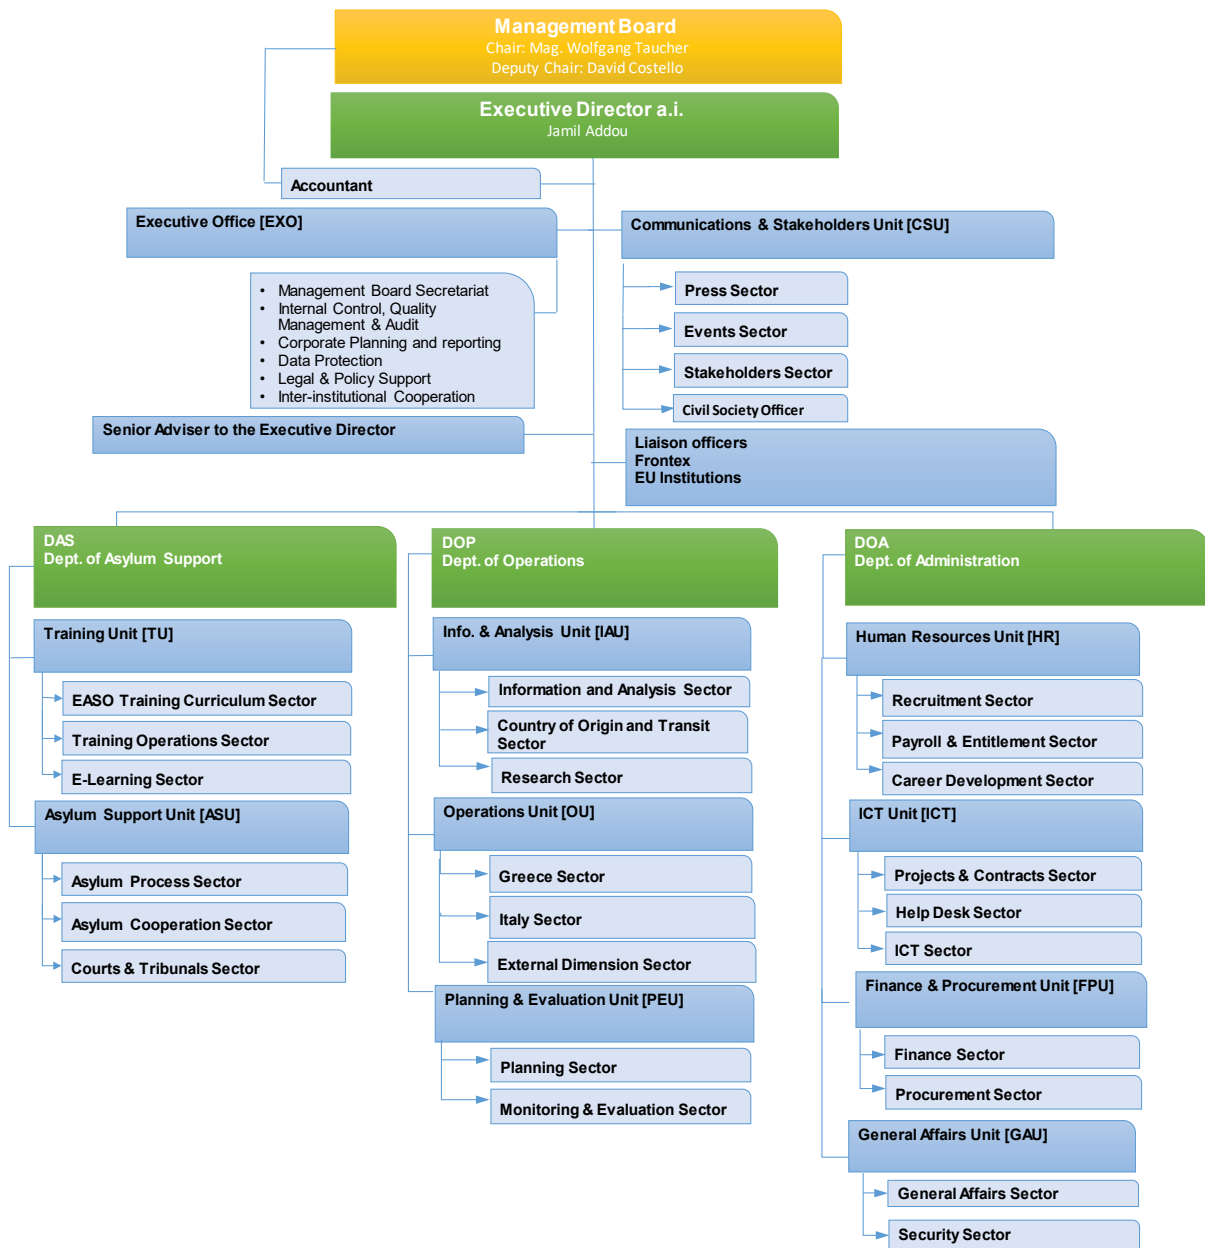 Management Board
Chair: Mag. Wolfgang Taucher
Deputy Chair: David Costello
Executive Director a.i.
Jamil Addou
Accountant
Executive Office [EXO]
• Management Board Secretariat
• Internal Control, Quality
Management & Audit
• Corporate Planning and reporting
• Data Protection
• Legal & Policy Support
• Inter-institutional Cooperation
Communications & Stakeholders Unit [CSU]
Press Sector
Events Sector
Stakeholders Sector
Civil Society Officer
Senior Adviser to the Executive Director
Liaison officers
Frontex
EU Institutions
DAS
Dept. of Asylum Support
Training Unit [TU]
EASO Training Curriculum Sector
Training Operations Sector
E-Learning Sector
Asylum Support Unit [ASU]
Asylum Process Sector
Asylum Cooperation Sector
Courts & Tribunals Sector
DOP
Dept. of Operations
Info. & Analysis Unit [IAU]
Information and Analysis Sector
Country of Origin and Transit
Sector
Research Sector
Operations Unit [OU]
Greece Sector
Italy Sector
External Dimension Sector
Planning & Evaluation Unit [PEU]
Planning Sector
Monitoring & Evaluation Sector
DOA
Dept. of Administration
Human Resources Unit [HR]
Recruitment Sector
Payroll & Entitlement Sector
Career Development Sector
ICT Unit [ICT]
Projects & Contracts Sector
Help Desk Sector
ICT Sector
Finance & Procurement Unit [FPU]
Finance Sector
Procurement Sector
General Affairs Unit [GAU]
General Affairs Sector
Security Sector